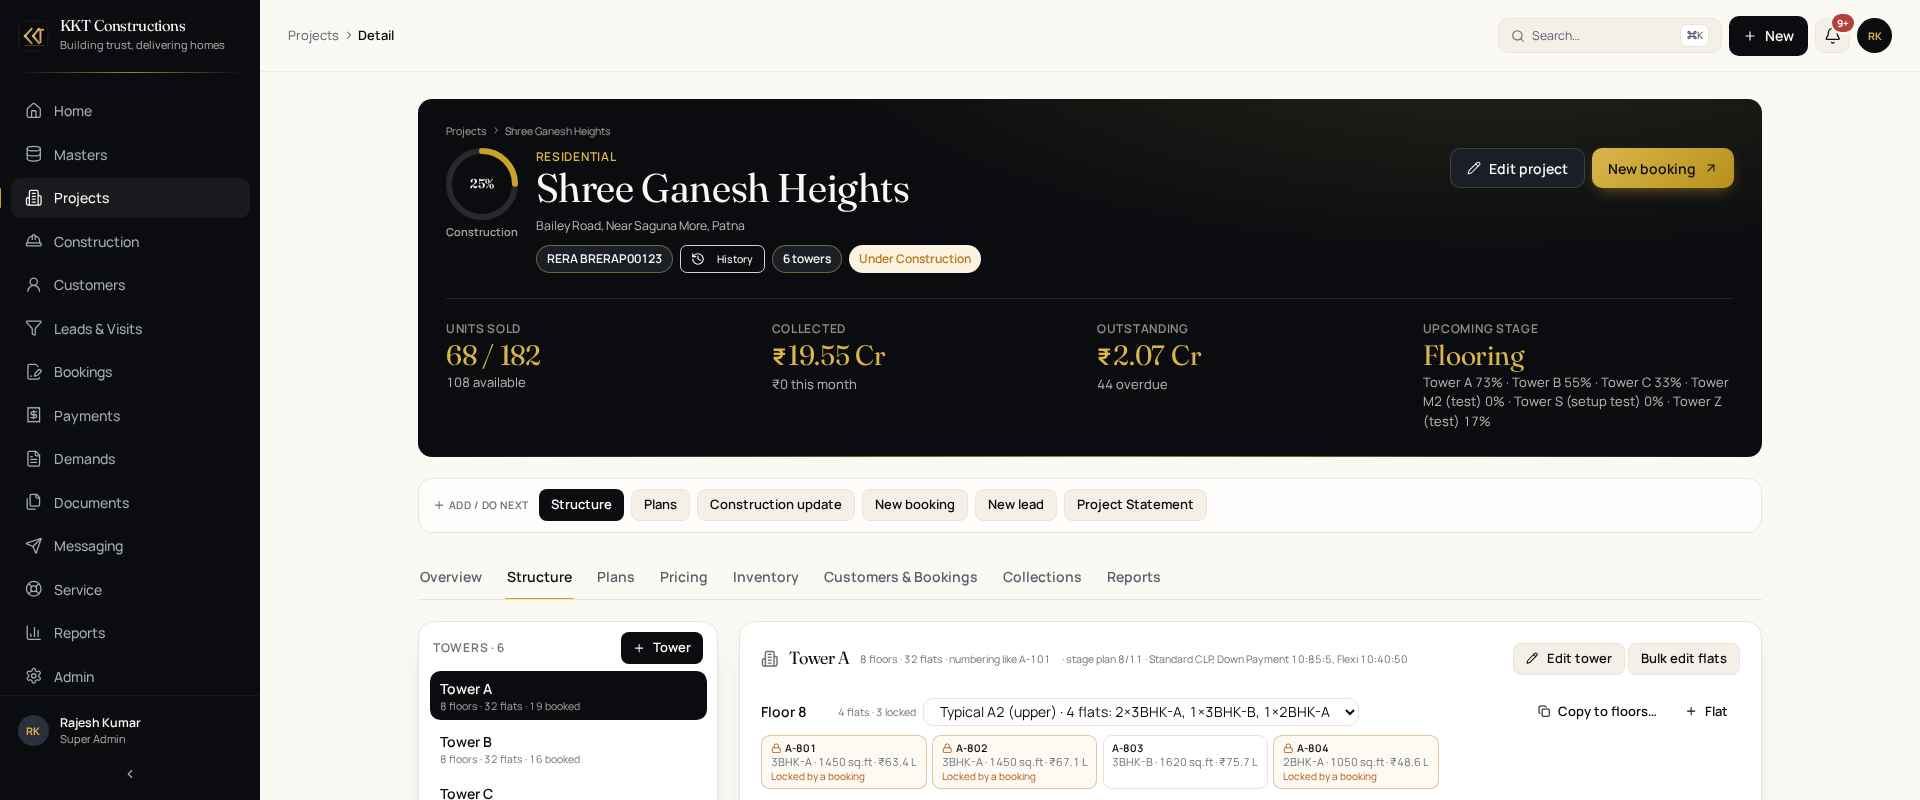 KKT Constructions
Building trust, delivering homes
Home
Masters
Projects
Construction
Customers
Leads & Visits
Bookings
Payments
Demands
Documents
Messaging
Service
Reports
Admin
RK
Rajesh Kumar
Super Admin
Projects > Detail
Search...
⌘K
+ New
9+
RK
Projects > Shree Ganesh Heights
25%
Construction
RESIDENTIAL
Shree Ganesh Heights
Bailey Road, Near Saguna More, Patna
RERA BRERAP00123
History
6 towers
Under Construction
Edit project
New booking
UNITS SOLD
68 / 182
108 available
COLLECTED
₹19.55 Cr
₹0 this month
OUTSTANDING
₹2.07 Cr
44 overdue
UPCOMING STAGE
Flooring
Tower A 73% · Tower B 55% · Tower C 33% · Tower
M2 (test) 0% · Tower S (setup test) 0% · Tower Z
(test) 17%
+ ADD / DO NEXT
Structure
Plans
Construction update
New booking
New lead
Project Statement
Overview
Structure
Plans
Pricing
Inventory
Customers & Bookings
Collections
Reports
TOWERS · 6
+ Tower
Tower A
8 floors · 32 flats · 19 booked
Tower B
8 floors · 32 flats · 16 booked
Tower C
Tower A
8 floors · 32 flats · numbering like A-101 · stage plan 8/11 · Standard CLP, Down Payment 10:85:5, Flexi 10:40:50
Edit tower
Bulk edit flats
Floor 8
4 flats · 3 locked
Typical A2 (upper) · 4 flats: 2×3BHK-A, 1×3BHK-B, 1×2BHK-A
Copy to floors...
+ Flat
A-801
3BHK-A · 1450 sq.ft · ₹63.4 L
Locked by a booking
A-802
3BHK-A · 1450 sq.ft · ₹67.1 L
Locked by a booking
A-803
3BHK-B · 1620 sq.ft · ₹75.7 L
A-804
2BHK-A · 1050 sq.ft · ₹48.6 L
Locked by a booking